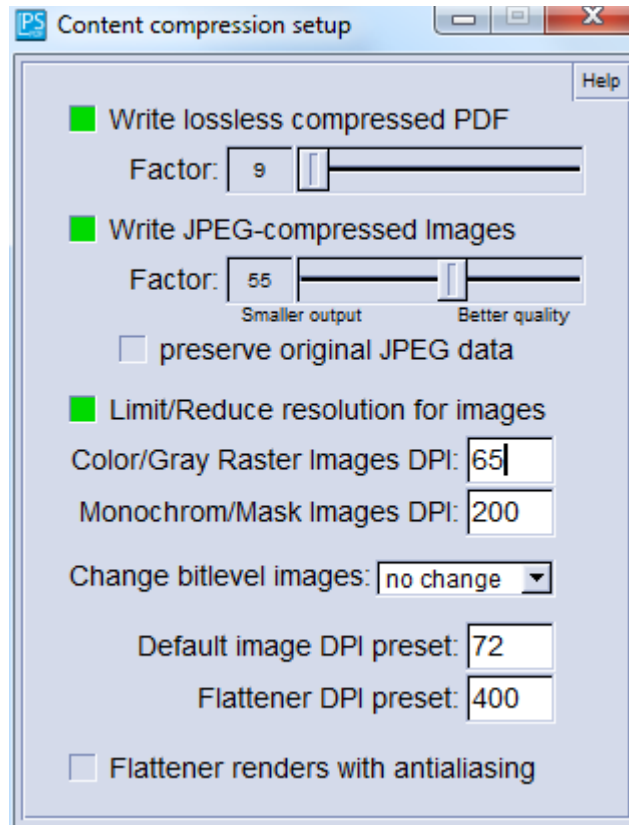 PS Content compression setup
Help
Write lossless compressed PDF
Factor: 9
Write JPEG-compressed Images
Factor: 55
Smaller output Better quality
preserve original JPEG data
Limit/Reduce resolution for images
Color/Gray Raster Images DPI: 65
Monochrom/Mask Images DPI: 200
Change bitlevel images: no change
Default image DPI preset: 72
Flattener DPI preset: 400
Flattener renders with antialiasing